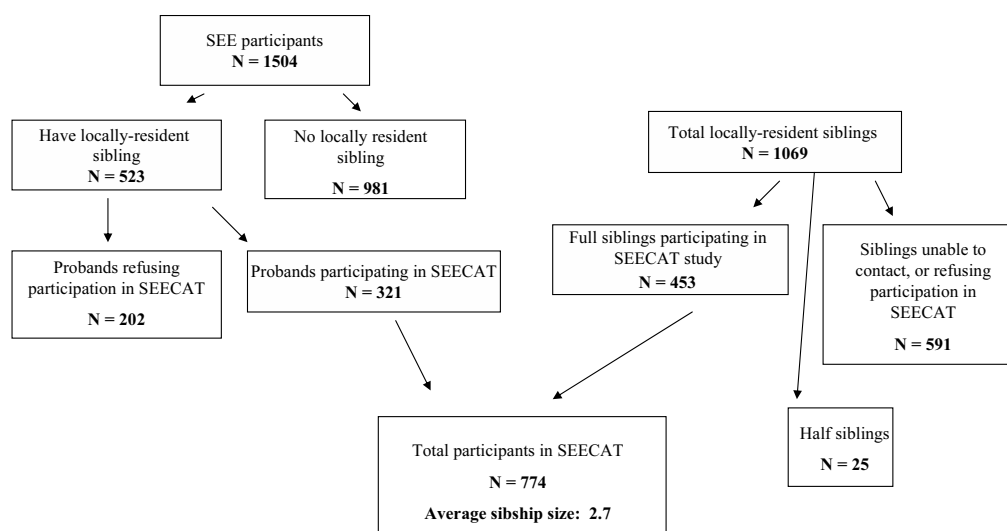 SEE participants
N = 1504
Have locally-resident
sibling
N = 523
No locally resident
sibling
N = 981
Total locally-resident siblings
N = 1069
Probands refusing
participation in SEECAT
N = 202
Probands participating in SEECAT
N = 321
Full siblings participating in
SEECAT study
N = 453
Siblings unable to
contact, or refusing
participation in
SEECAT
N = 591
Total participants in SEECAT
N = 774
Average sibship size: 2.7
Half siblings
N = 25